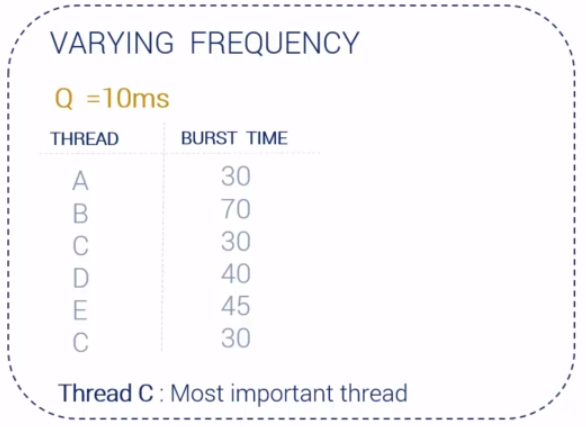 VARYING FREQUENCY
Q =10ms
THREAD BURST TIME
A 30
B 70
C 30
D 40
E 45
C 30
Thread C : Most important thread